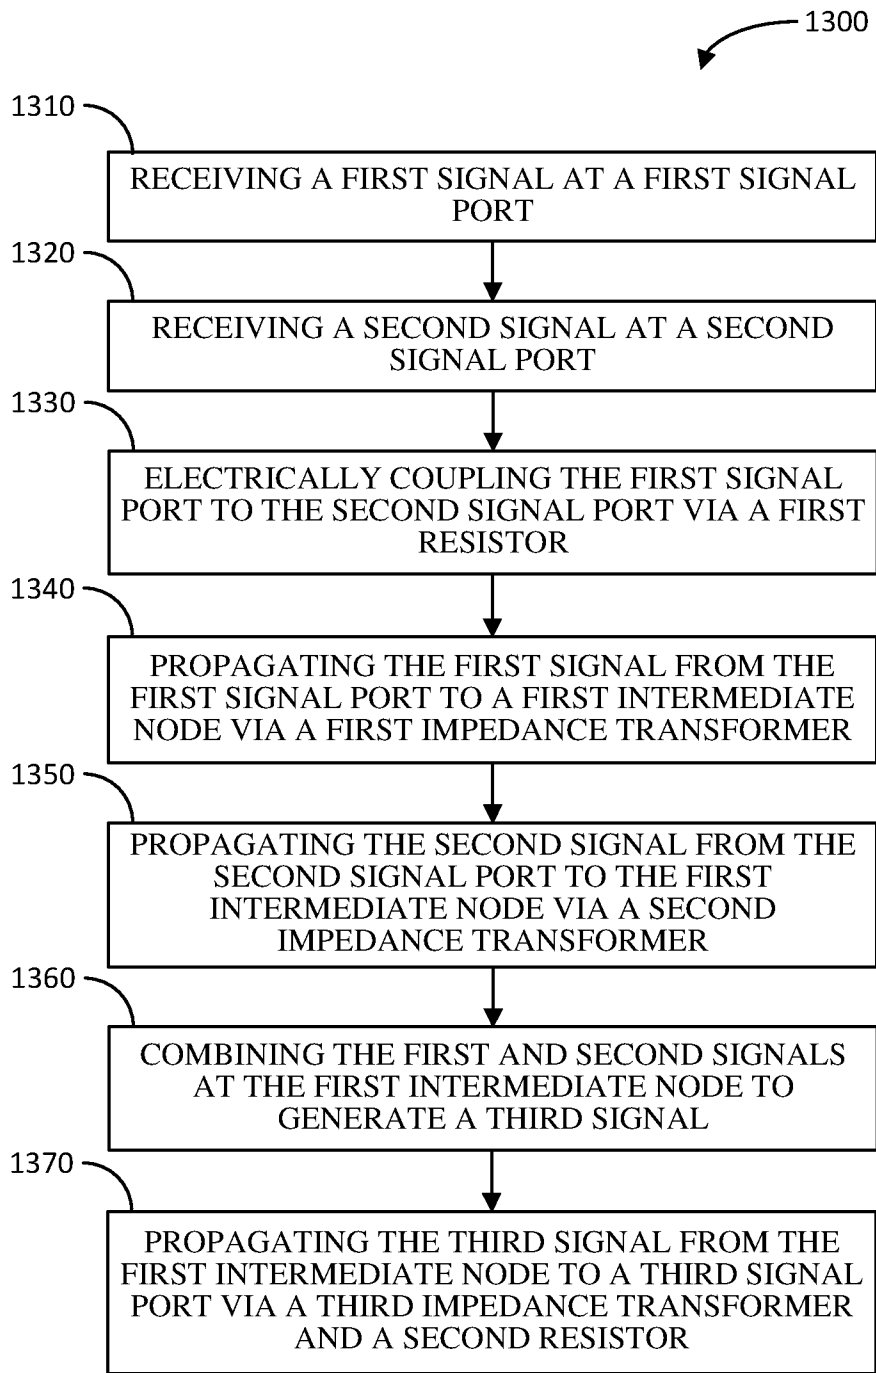 1300
1310
RECEIVING A FIRST SIGNAL AT A FIRST SIGNAL
PORT
1320
RECEIVING A SECOND SIGNAL AT A SECOND
SIGNAL PORT
1330
ELECTRICALLY COUPLING THE FIRST SIGNAL
PORT TO THE SECOND SIGNAL PORT VIA A FIRST
RESISTOR
1340
PROPAGATING THE FIRST SIGNAL FROM THE
FIRST SIGNAL PORT TO A FIRST INTERMEDIATE
NODE VIA A FIRST IMPEDANCE TRANSFORMER
1350
PROPAGATING THE SECOND SIGNAL FROM THE
SECOND SIGNAL PORT TO THE FIRST
INTERMEDIATE NODE VIA A SECOND
IMPEDANCE TRANSFORMER
1360
COMBINING THE FIRST AND SECOND SIGNALS
AT THE FIRST INTERMEDIATE NODE TO
GENERATE A THIRD SIGNAL
1370
PROPAGATING THE THIRD SIGNAL FROM THE
FIRST INTERMEDIATE NODE TO A THIRD SIGNAL
PORT VIA A THIRD IMPEDANCE TRANSFORMER
AND A SECOND RESISTOR